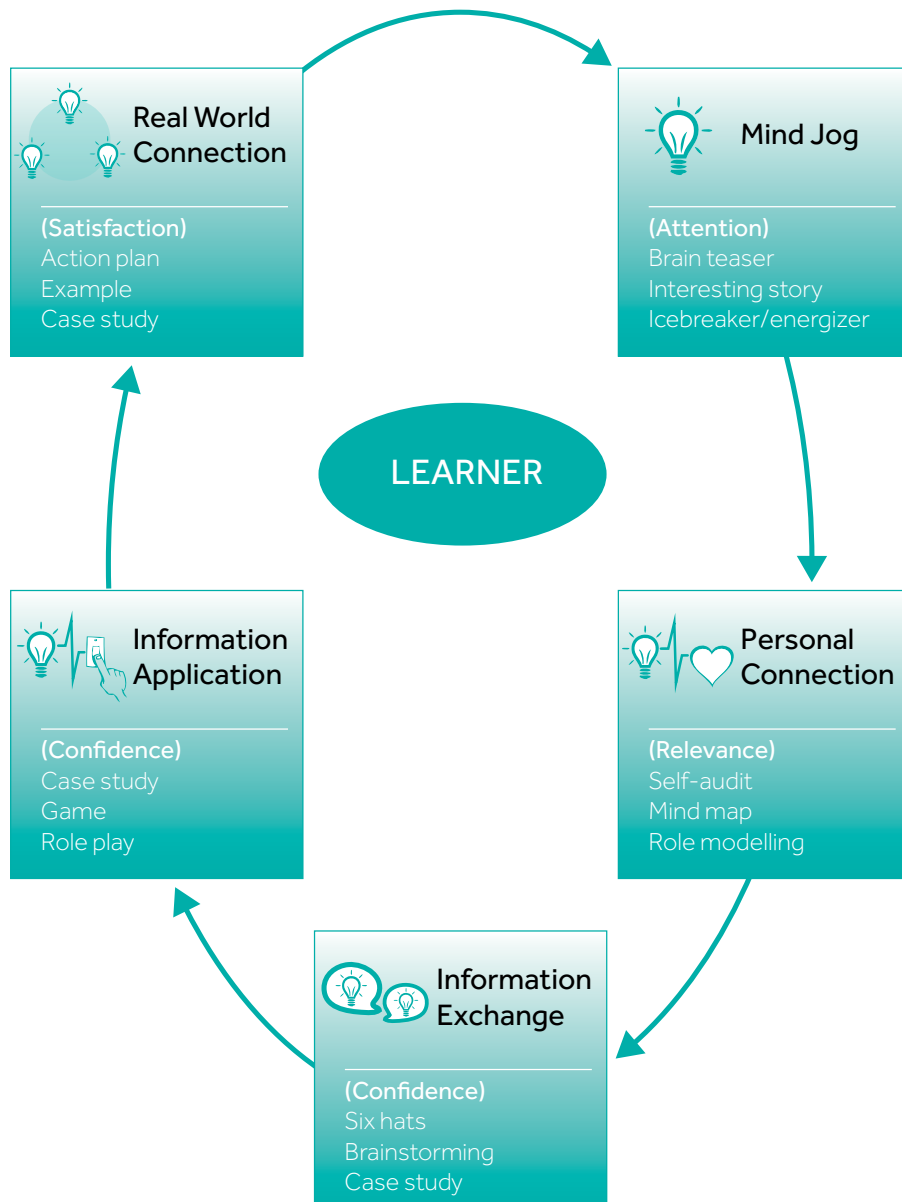 Real World
Connection
(Satisfaction)
Action plan
Example
Case study
Mind Jog
(Attention)
Brain teaser
Interesting story
Icebreaker/energizer
LEARNER
Information
Application
(Confidence)
Case study
Game
Role play
Personal
Connection
(Relevance)
Self-audit
Mind map
Role modelling
Information
Exchange
(Confidence)
Six hats
Brainstorming
Case study